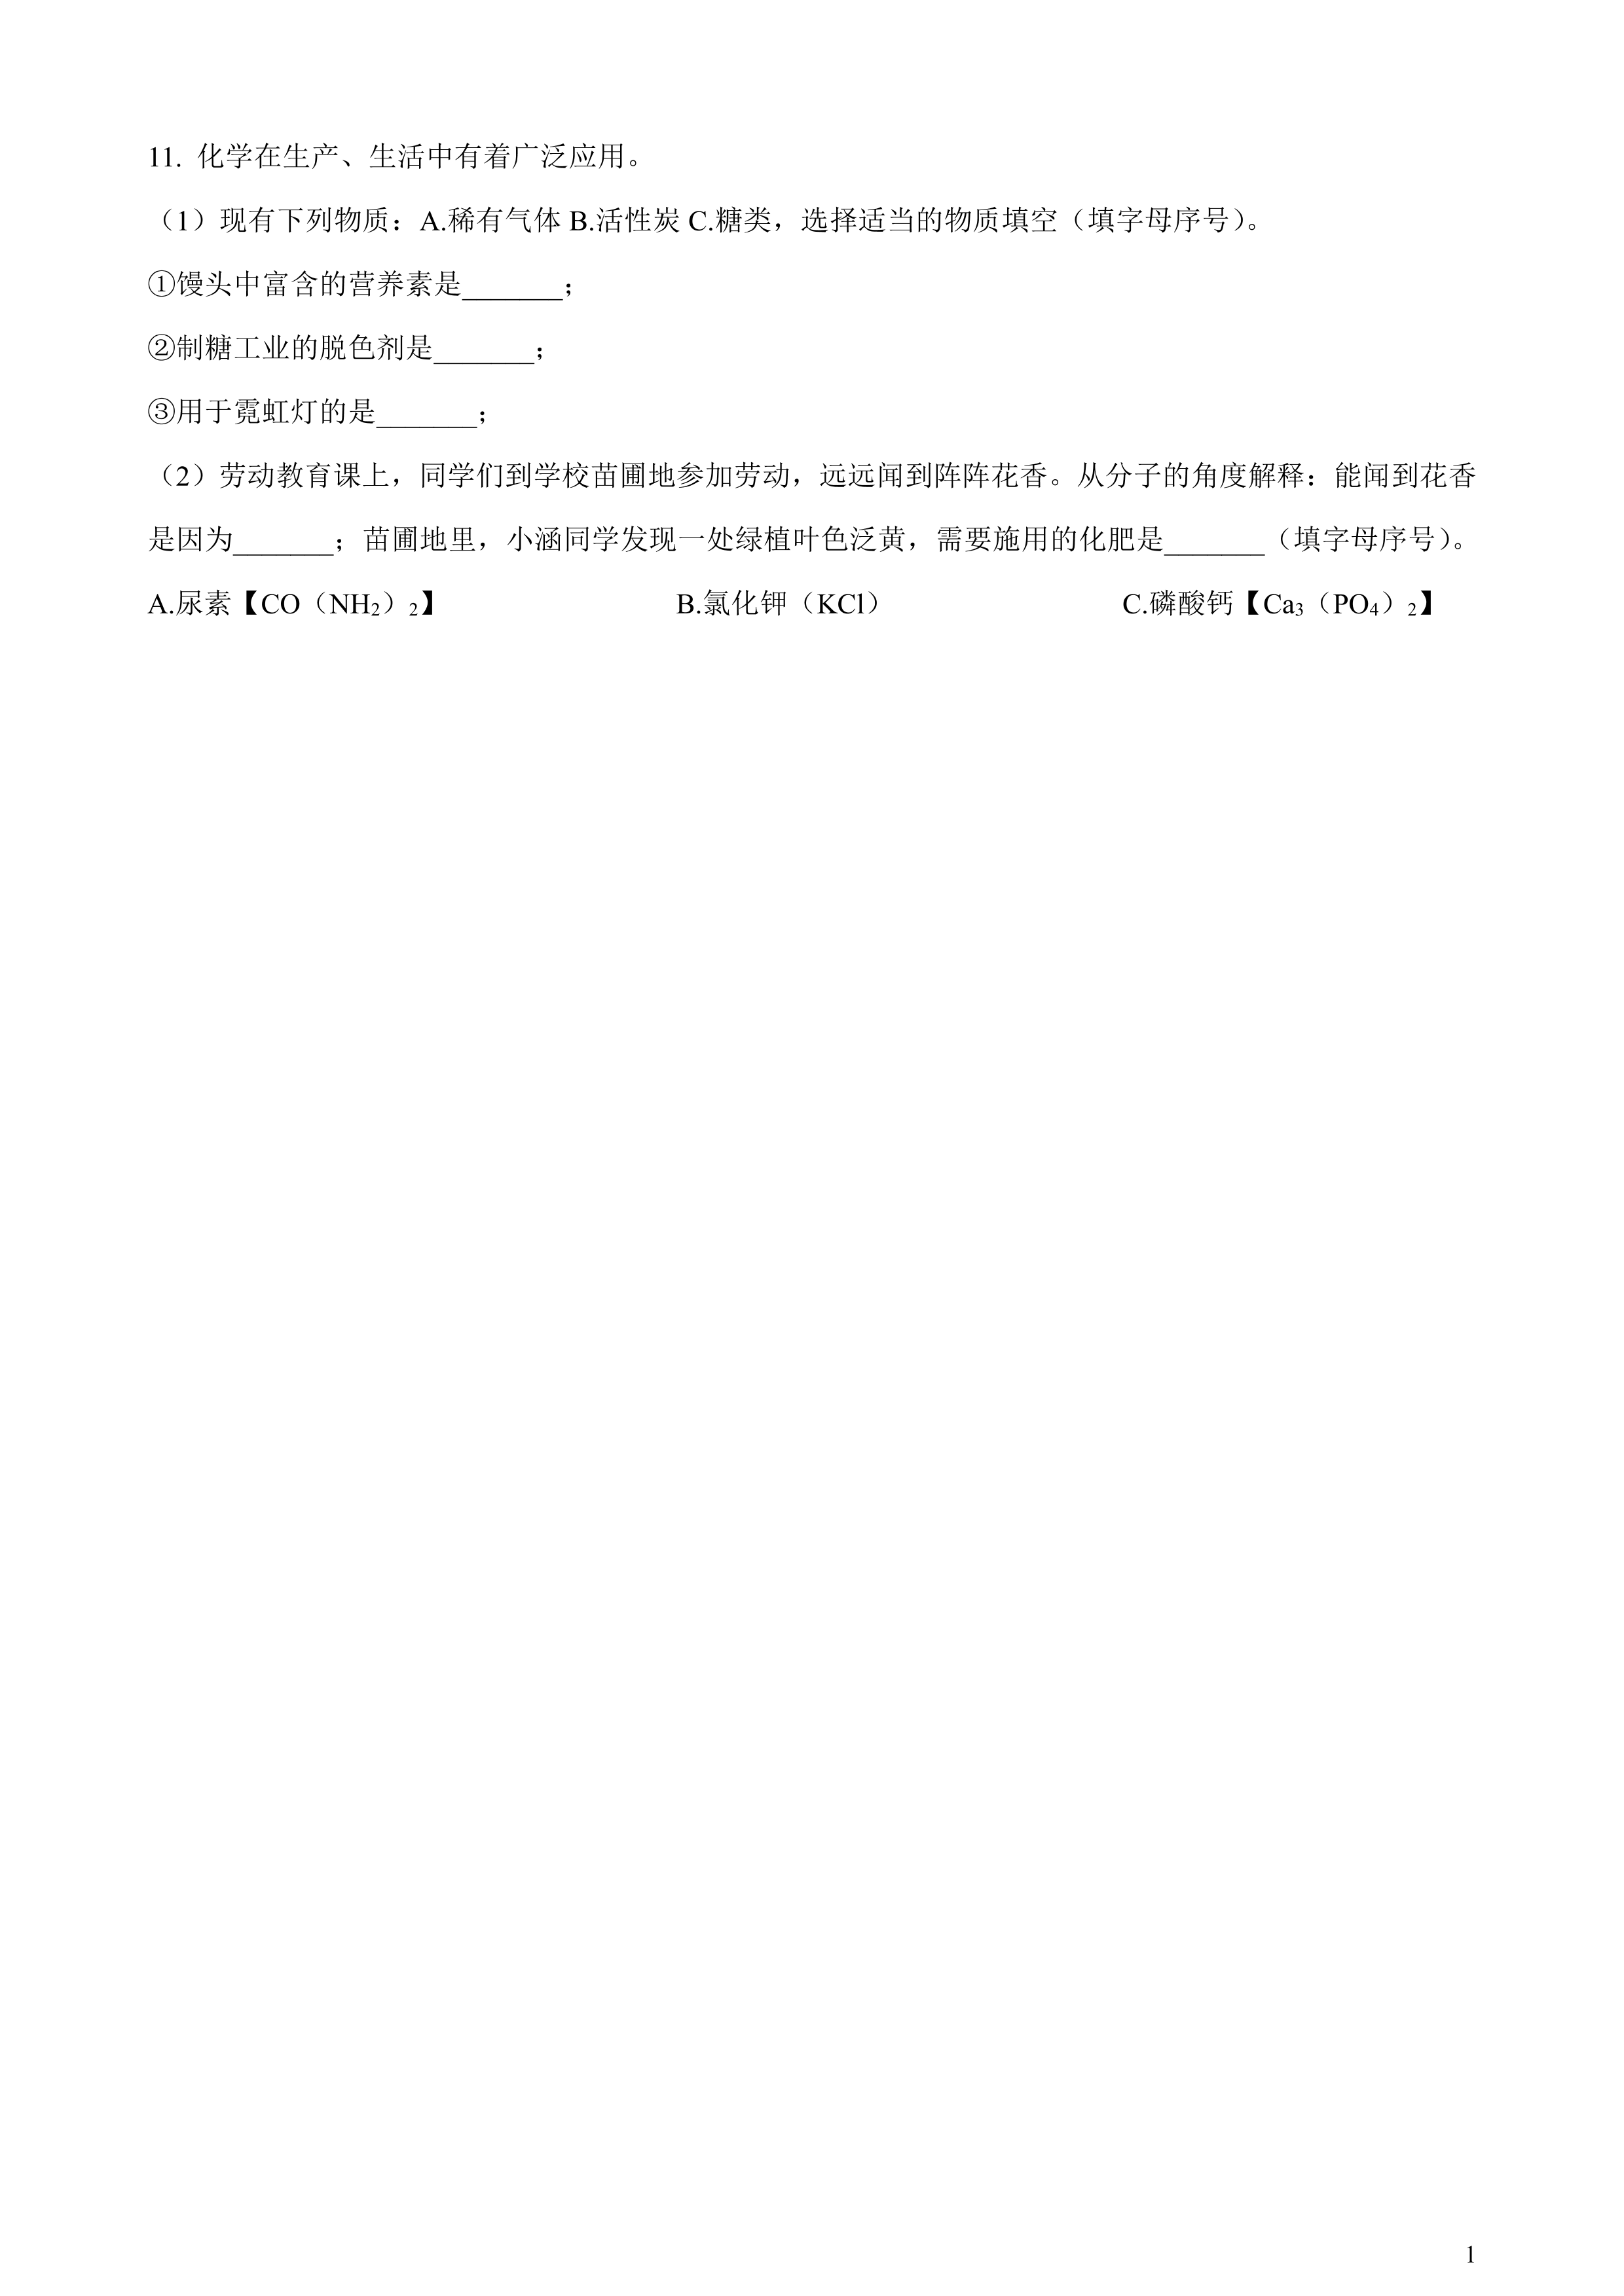 11. 化学在生产、生活中有着广泛应用。
（1）现有下列物质：A.稀有气体 B.活性炭 C.糖类，选择适当的物质填空（填字母序号）。
①馒头中富含的营养素是_______；
②制糖工业的脱色剂是_______；
③用于霓虹灯的是_______；
（2）劳动教育课上，同学们到学校苗圃地参加劳动，远远闻到阵阵花香。从分子的角度解释：能闻到花香
是因为_______；苗圃地里，小涵同学发现一处绿植叶色泛黄，需要施用的化肥是_______（填字母序号）。
A.尿素【CO（NH₂）₂】 B.氯化钾（KCl） C.磷酸钙【Ca₃（PO₄）₂】
1